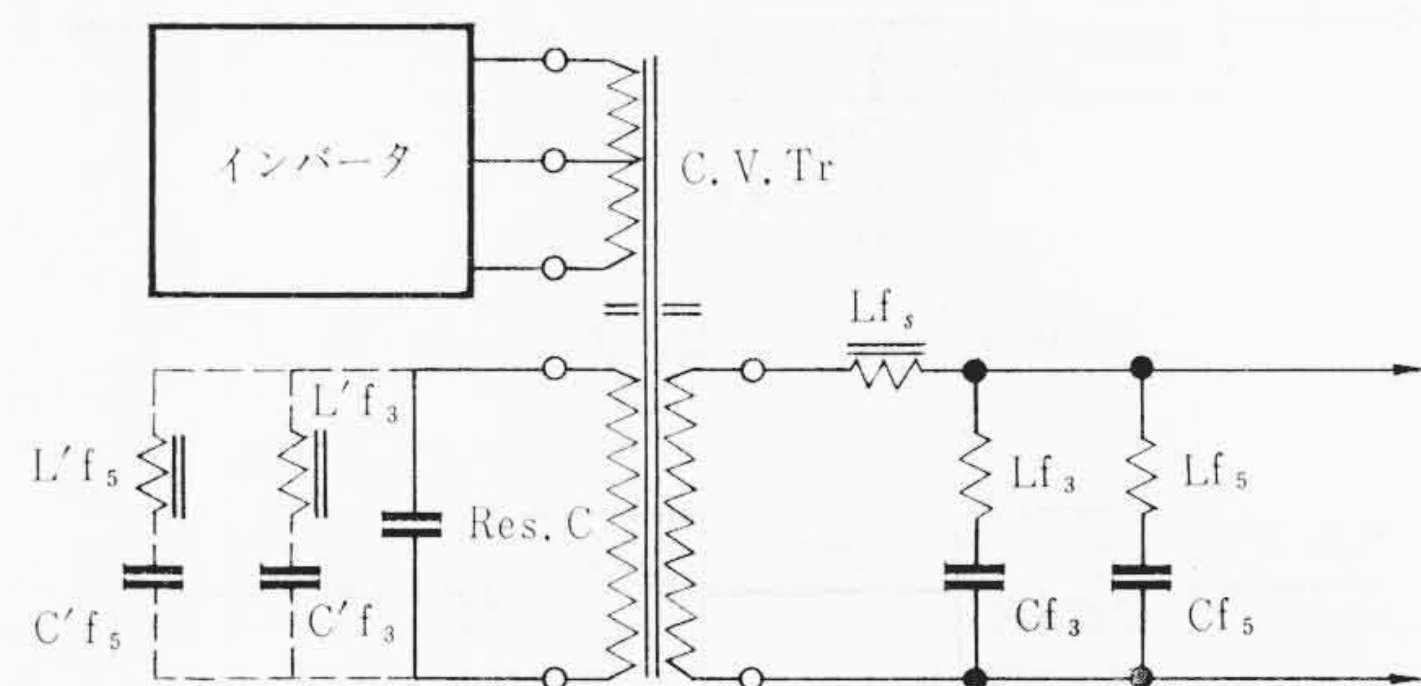 インバータ
C.V.Tr
Lfₛ
L′f₃
L′f₅
Lf₃
Lf₅
Res.C
C′f₅
C′f₃
Cf₃
Cf₅